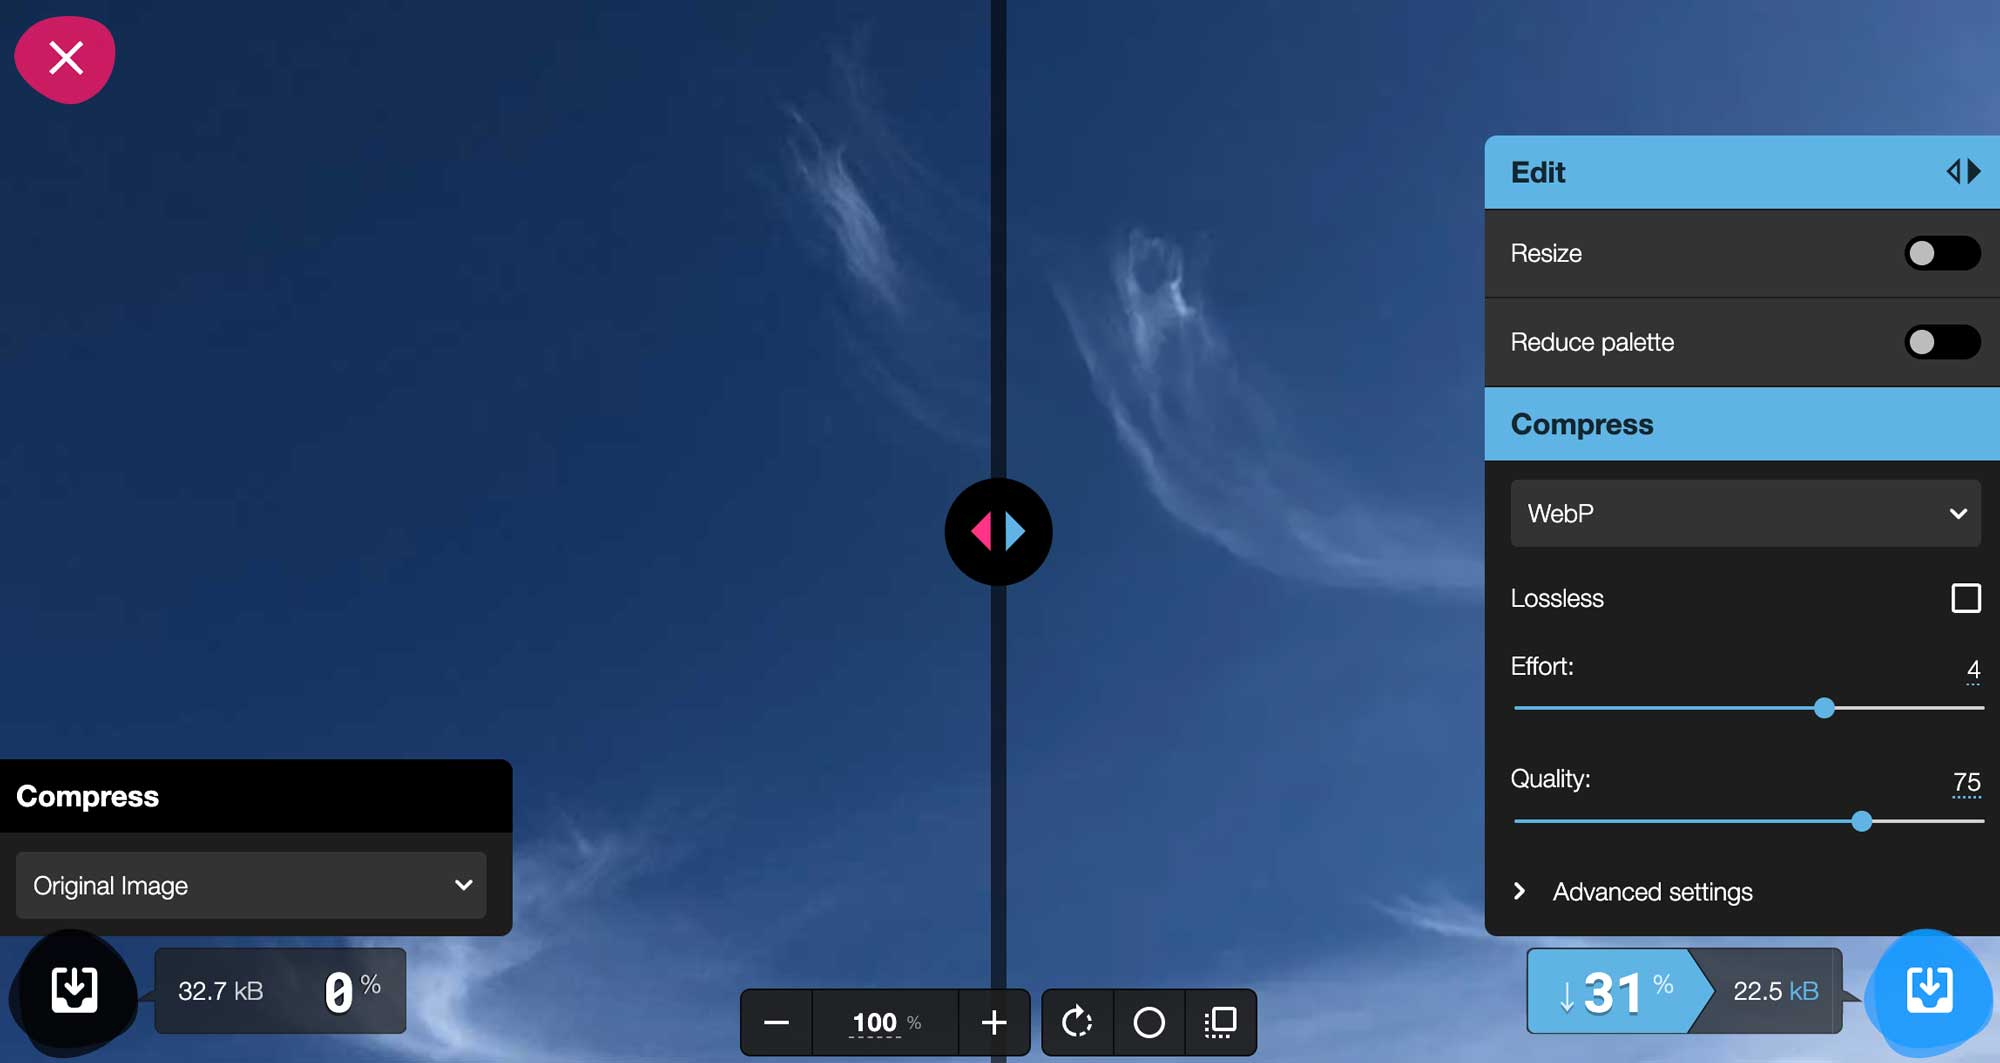 Edit
Resize
Reduce palette
Compress
WebP
Lossless
Effort: 4
Quality: 75
Advanced settings
Compress
Original Image
32.7 kB 0 %
100 %
↓31 % 22.5 kB